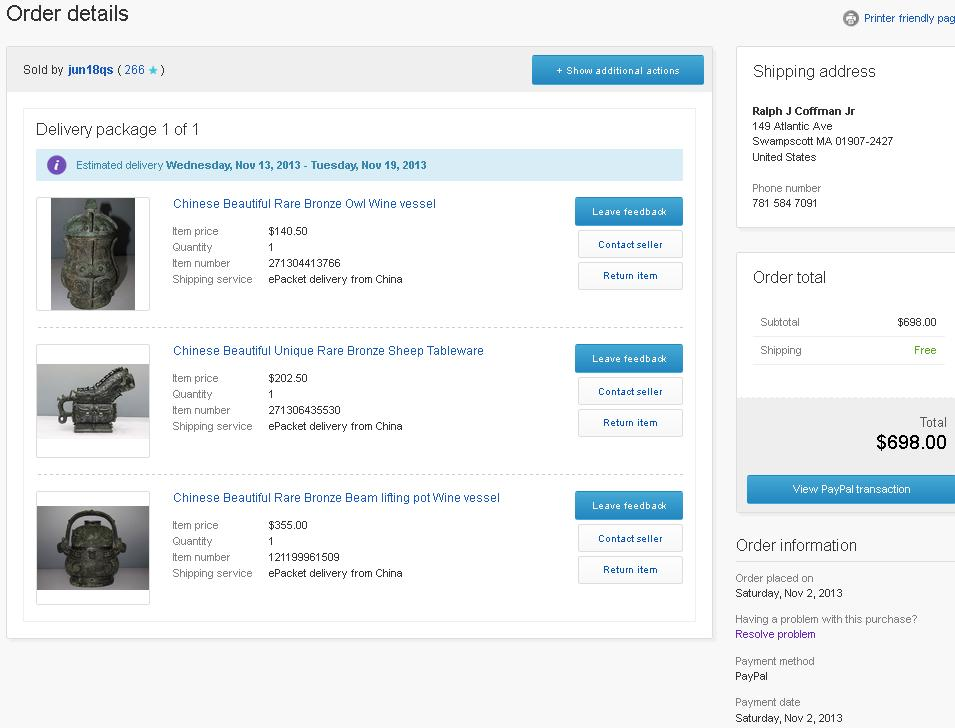 Order details
Printer friendly pag
Sold by jun18qs ( 266 ★ )
+ Show additional actions
Delivery package 1 of 1
i Estimated delivery Wednesday, Nov 13, 2013 - Tuesday, Nov 19, 2013
Chinese Beautiful Rare Bronze Owl Wine vessel
Item price $140.50
Quantity 1
Item number 271304413766
Shipping service ePacket delivery from China
Leave feedback
Contact seller
Return item
Chinese Beautiful Unique Rare Bronze Sheep Tableware
Item price $202.50
Quantity 1
Item number 271306435530
Shipping service ePacket delivery from China
Leave feedback
Contact seller
Return item
Chinese Beautiful Rare Bronze Beam lifting pot Wine vessel
Item price $355.00
Quantity 1
Item number 121199961509
Shipping service ePacket delivery from China
Leave feedback
Contact seller
Return item
Shipping address
Ralph J Coffman Jr
149 Atlantic Ave
Swampscott MA 01907-2427
United States
Phone number
781 584 7091
Order total
Subtotal $698.00
Shipping Free
Total
$698.00
View PayPal transaction
Order information
Order placed on
Saturday, Nov 2, 2013
Having a problem with this purchase?
Resolve problem
Payment method
PayPal
Payment date
Saturday, Nov 2, 2013